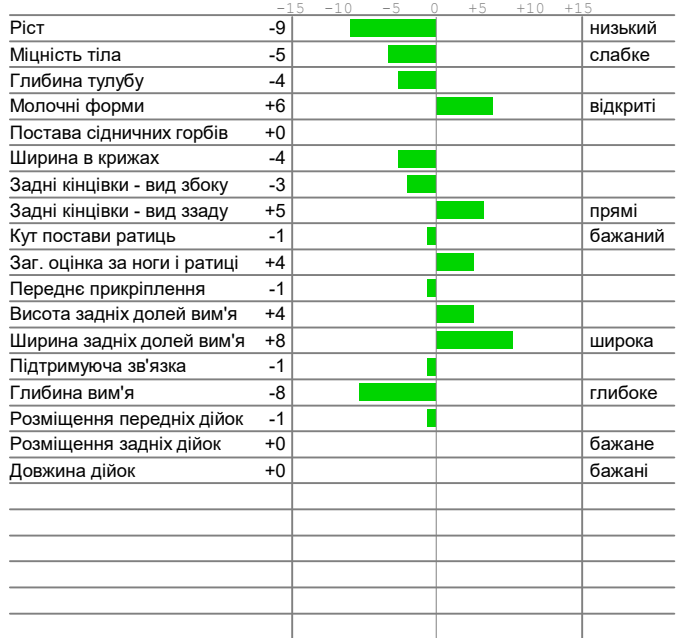 -15 -10 -5 0 +5 +10 +15
Ріст -9 низький
Міцність тіла -5 слабке
Глибина тулубу -4
Молочні форми +6 відкриті
Постава сідничних горбів +0
Ширина в крижах -4
Задні кінцівки - вид збоку -3
Задні кінцівки - вид ззаду +5 прямі
Кут постави ратиць -1 бажаний
Заг. оцінка за ноги і ратиці +4
Переднє прикріплення -1
Висота задніх долей вим'я +4
Ширина задніх долей вим'я +8 широка
Підтримуюча зв'язка -1
Глибина вим'я -8 глибоке
Розміщення передніх дійок -1
Розміщення задніх дійок +0 бажане
Довжина дійок +0 бажані